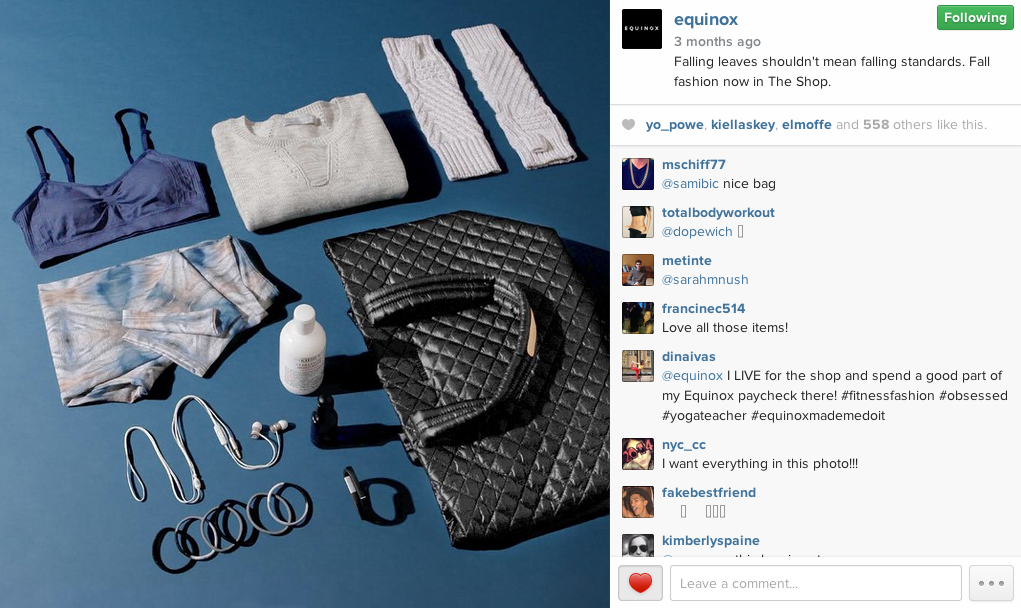 EQUINOX
equinox
Following
3 months ago
Falling leaves shouldn't mean falling standards. Fall
fashion now in The Shop.
yo_powe, kiellaskey, elmoffe and 558 others like this.
mschiff77
@samibic nice bag
totalbodyworkout
@dopewich
metinte
@sarahmnush
francinec514
Love all those items!
dinaivas
@equinox I LIVE for the shop and spend a good part of
my Equinox paycheck there! #fitnessfashion #obsessed
#yogateacher #equinoxmademedoit
nyc_cc
I want everything in this photo!!!
fakebestfriend
kimberlyspaine
Leave a comment...